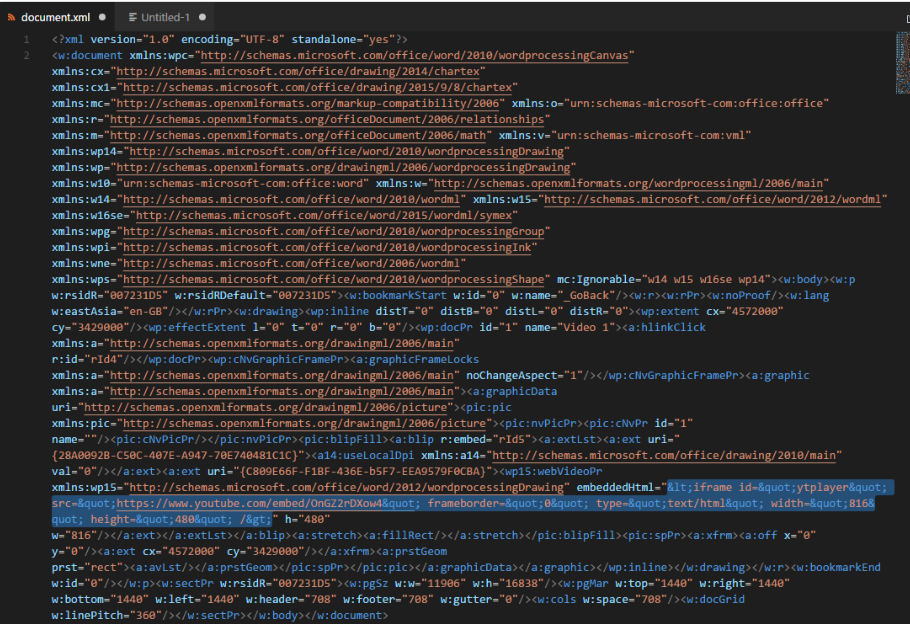 document.xml
Untitled-1
1 <?xml version="1.0" encoding="UTF-8" standalone="yes"?>
2 <w:document xmlns:wpc="http://schemas.microsoft.com/office/word/2010/wordprocessingCanvas"
xmlns:cx="http://schemas.microsoft.com/office/drawing/2014/chartex"
xmlns:cx1="http://schemas.microsoft.com/office/drawing/2015/9/8/chartex"
xmlns:mc="http://schemas.openxmlformats.org/markup-compatibility/2006" xmlns:o="urn:schemas-microsoft-com:office:office"
xmlns:r="http://schemas.openxmlformats.org/officeDocument/2006/relationships"
xmlns:m="http://schemas.openxmlformats.org/officeDocument/2006/math" xmlns:v="urn:schemas-microsoft-com:vml"
xmlns:wp14="http://schemas.microsoft.com/office/word/2010/wordprocessingDrawing"
xmlns:wp="http://schemas.openxmlformats.org/drawingml/2006/wordprocessingDrawing"
xmlns:w10="urn:schemas-microsoft-com:office:word" xmlns:w="http://schemas.openxmlformats.org/wordprocessingml/2006/main"
xmlns:w14="http://schemas.microsoft.com/office/word/2010/wordml" xmlns:w15="http://schemas.microsoft.com/office/word/2012/wordml"
xmlns:w16se="http://schemas.microsoft.com/office/word/2015/wordml/symex"
xmlns:wpg="http://schemas.microsoft.com/office/word/2010/wordprocessingGroup"
xmlns:wpi="http://schemas.microsoft.com/office/word/2010/wordprocessingInk"
xmlns:wne="http://schemas.microsoft.com/office/word/2006/wordml"
xmlns:wps="http://schemas.microsoft.com/office/word/2010/wordprocessingShape" mc:Ignorable="w14 w15 w16se wp14"><w:body><w:p
w:rsidR="007231D5" w:rsidRDefault="007231D5"><w:bookmarkStart w:id="0" w:name="_GoBack"/><w:r><w:rPr><w:noProof/><w:lang
w:eastAsia="en-GB"/></w:rPr><w:drawing><wp:inline distT="0" distB="0" distL="0" distR="0"><wp:extent cx="4572000"
cy="3429000"/><wp:effectExtent l="0" t="0" r="0" b="0"/><wp:docPr id="1" name="Video 1"><a:hlinkClick
xmlns:a="http://schemas.openxmlformats.org/drawingml/2006/main"
r:id="rId4"/></wp:docPr><wp:cNvGraphicFramePr><a:graphicFrameLocks
xmlns:a="http://schemas.openxmlformats.org/drawingml/2006/main" noChangeAspect="1"/></wp:cNvGraphicFramePr><a:graphic
xmlns:a="http://schemas.openxmlformats.org/drawingml/2006/main"><a:graphicData
uri="http://schemas.openxmlformats.org/drawingml/2006/picture"><pic:pic
xmlns:pic="http://schemas.openxmlformats.org/drawingml/2006/picture"><pic:nvPicPr><pic:cNvPr id="1"
name=""/><pic:cNvPicPr/></pic:nvPicPr><pic:blipFill><a:blip r:embed="rId5"><a:extLst><a:ext uri="
{28A0092B-C50C-407E-A947-70E740481C1C}"><a14:useLocalDpi xmlns:a14="http://schemas.microsoft.com/office/drawing/2010/main"
val="0"/></a:ext><a:ext uri="{C809E66F-F1BF-436E-b5F7-EEA9579F0CBA}"><wp15:webVideoPr
xmlns:wp15="http://schemas.microsoft.com/office/word/2012/wordprocessingDrawing" embeddedHtml="&lt;iframe id=&quot;ytplayer&quot;
src=&quot;https://www.youtube.com/embed/OnGZ2rDXow4&quot; frameborder=&quot;0&quot; type=&quot;text/html&quot; width=&quot;816&
quot; height=&quot;480&quot; /&gt;" h="480"
w="816"/></a:ext></a:extLst></a:blip><a:stretch><a:fillRect/></a:stretch></pic:blipFill><pic:spPr><a:xfrm><a:off x="0"
y="0"/><a:ext cx="4572000" cy="3429000"/></a:xfrm><a:prstGeom
prst="rect"><a:avLst/></a:prstGeom></pic:spPr></pic:pic></a:graphicData></a:graphic></wp:inline></w:drawing></w:r><w:bookmarkEnd
w:id="0"/></w:p><w:sectPr w:rsidR="007231D5"><w:pgSz w:w="11906" w:h="16838"/><w:pgMar w:top="1440" w:right="1440"
w:bottom="1440" w:left="1440" w:header="708" w:footer="708" w:gutter="0"/><w:cols w:space="708"/><w:docGrid
w:linePitch="360"/></w:sectPr></w:body></w:document>